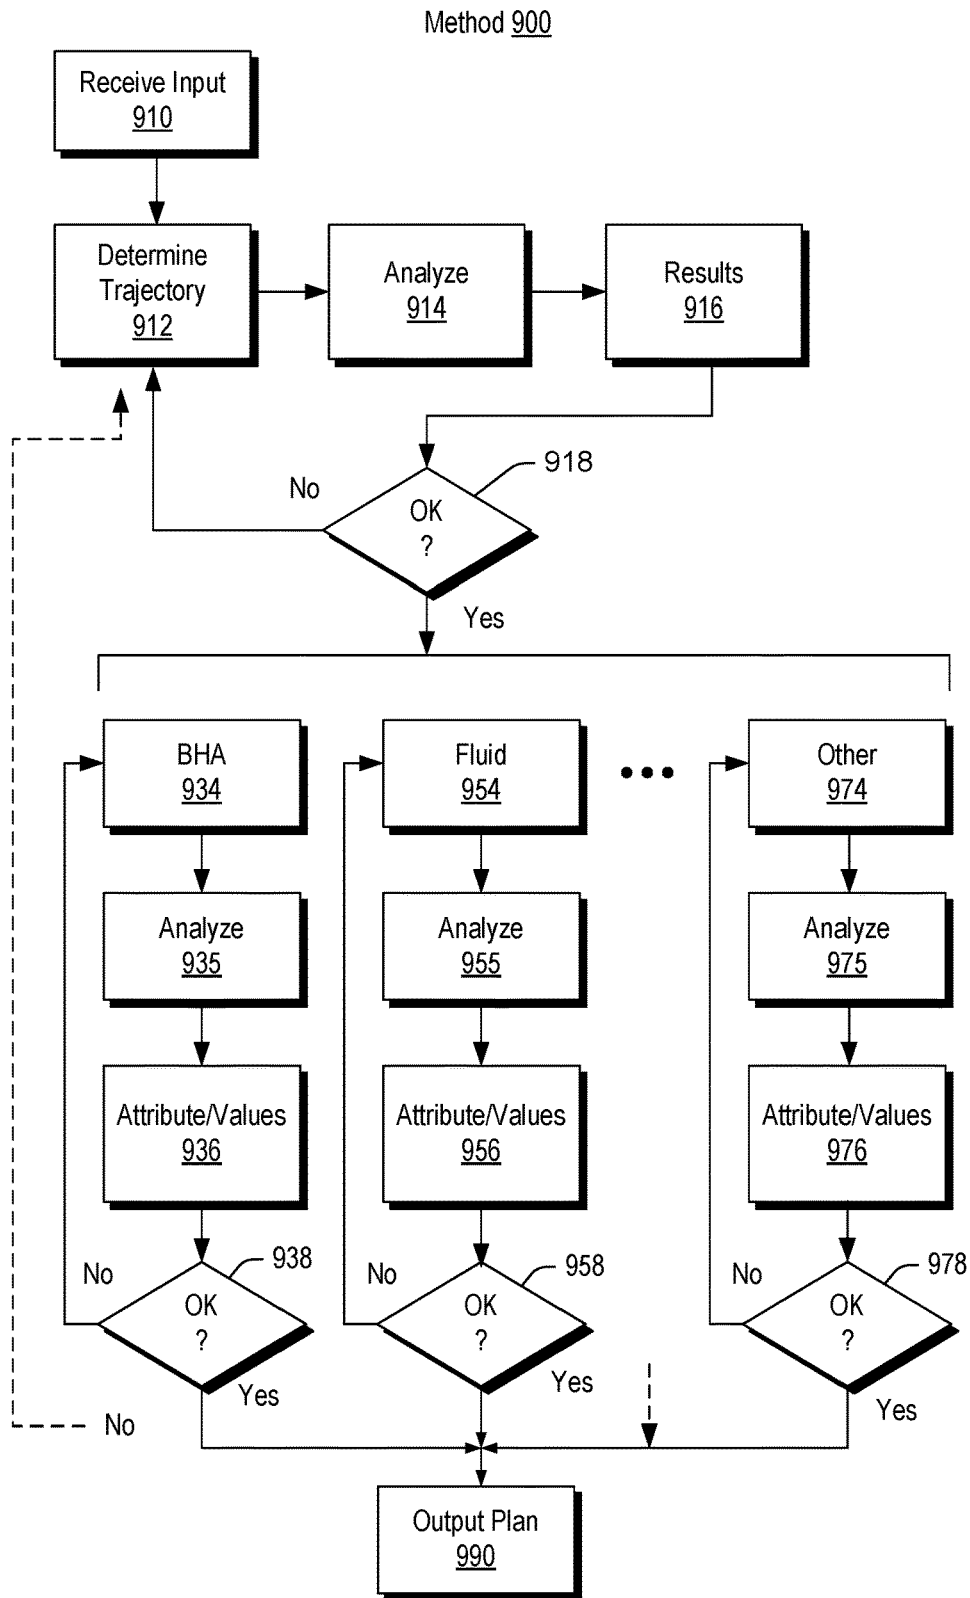 Method 900
Receive Input
910
Determine
Trajectory
912
Analyze
914
Results
916
918
No
OK
?
Yes
BHA
934
Fluid
954
Other
974
Analyze
935
Analyze
955
Analyze
975
Attribute/Values
936
Attribute/Values
956
Attribute/Values
976
938
No
OK
?
Yes
958
No
OK
?
Yes
978
No
OK
?
Yes
No
Output Plan
990